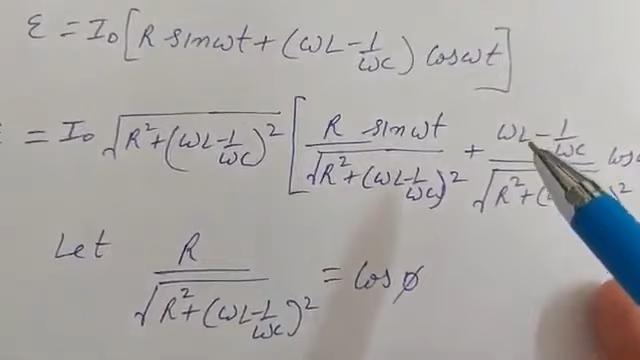 ε = I₀ [ R sinωt + (ωL - 1/ωC) cosωt ]
= I₀ √(R² + (ωL - 1/ωC)²) [ R sinωt / √(R² + (ωL - 1/ωC)²) + (ωL - 1/ωC) / √(R² + (
Let R / √(R² + (ωL - 1/ωC)²) = cos φ